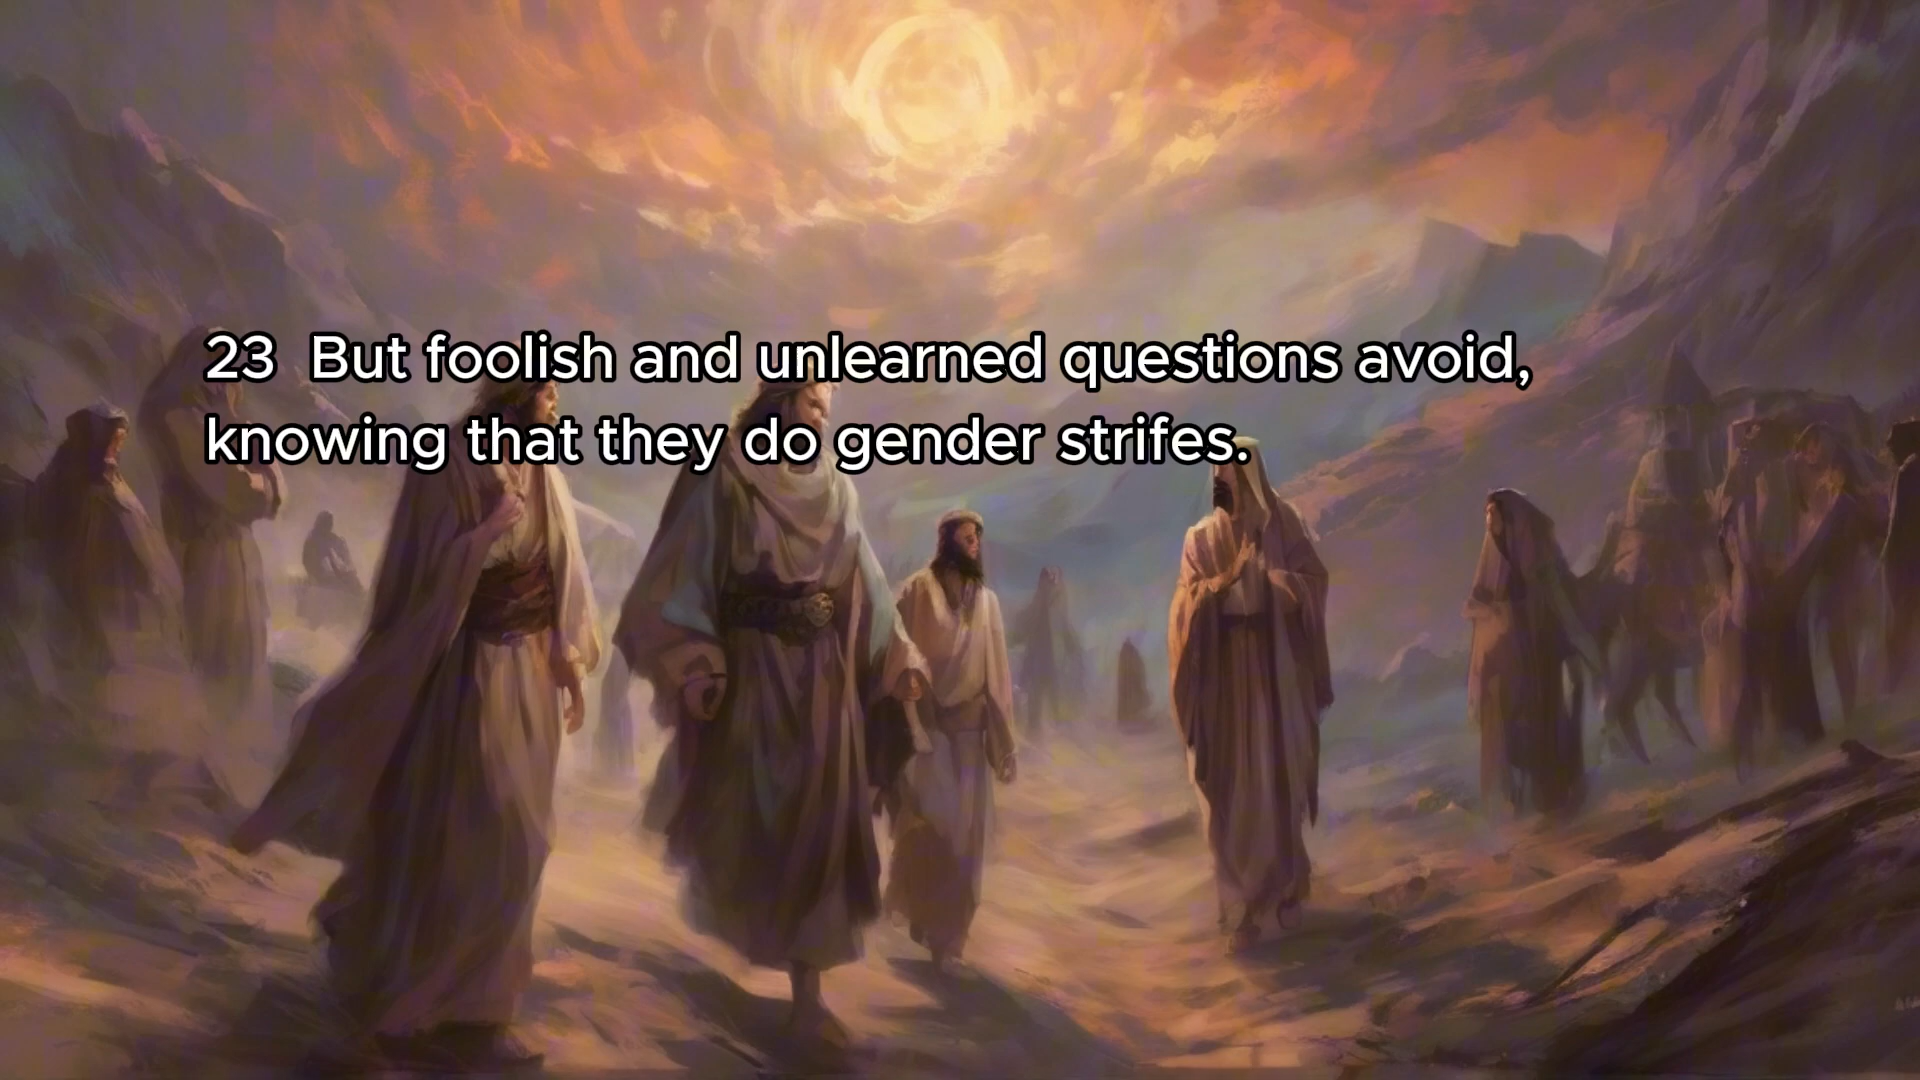 23 But foolish and unlearned questions avoid,
knowing that they do gender strifes.